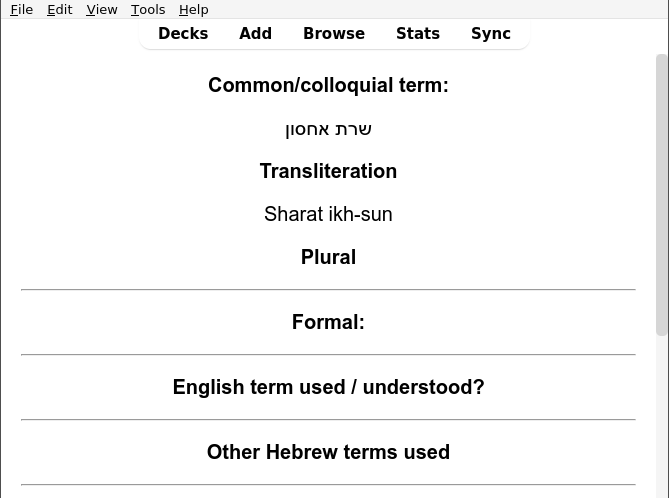 File Edit View Tools Help
Decks Add Browse Stats Sync
Common/colloquial term:
שרת אחסון
Transliteration
Sharat ikh-sun
Plural
Formal:
English term used / understood?
Other Hebrew terms used